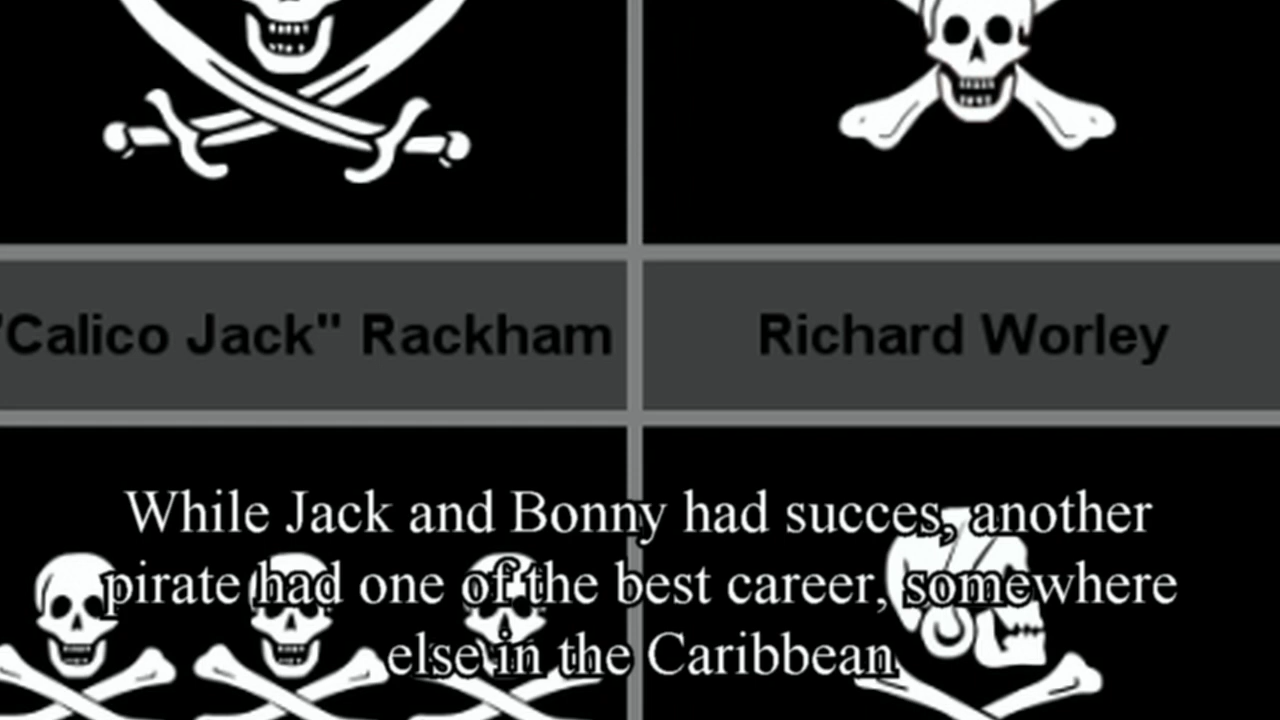 "Calico Jack" Rackham
Richard Worley
While Jack and Bonny had succes, another
pirate had one of the best career, somewhere
else in the Caribbean